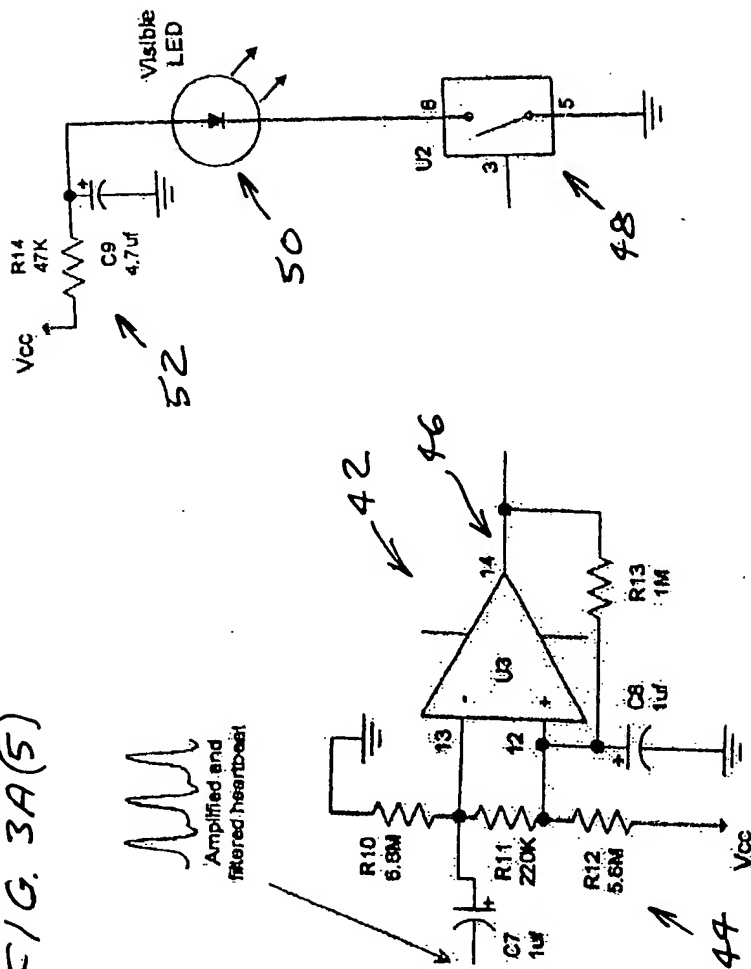 FIG. 3A(5)
Amplified and
filtered heartbeat
C7
1uf
R10
6.8M
R11
220K
R12
5.6M
Vcc
44
13
12
-
+
U3
14
46
42
C8
1uf
+
R13
1M
Vcc
R14
47K
C9
4.7uf
+
52
Visible
LED
50
U2
3
6
5
48